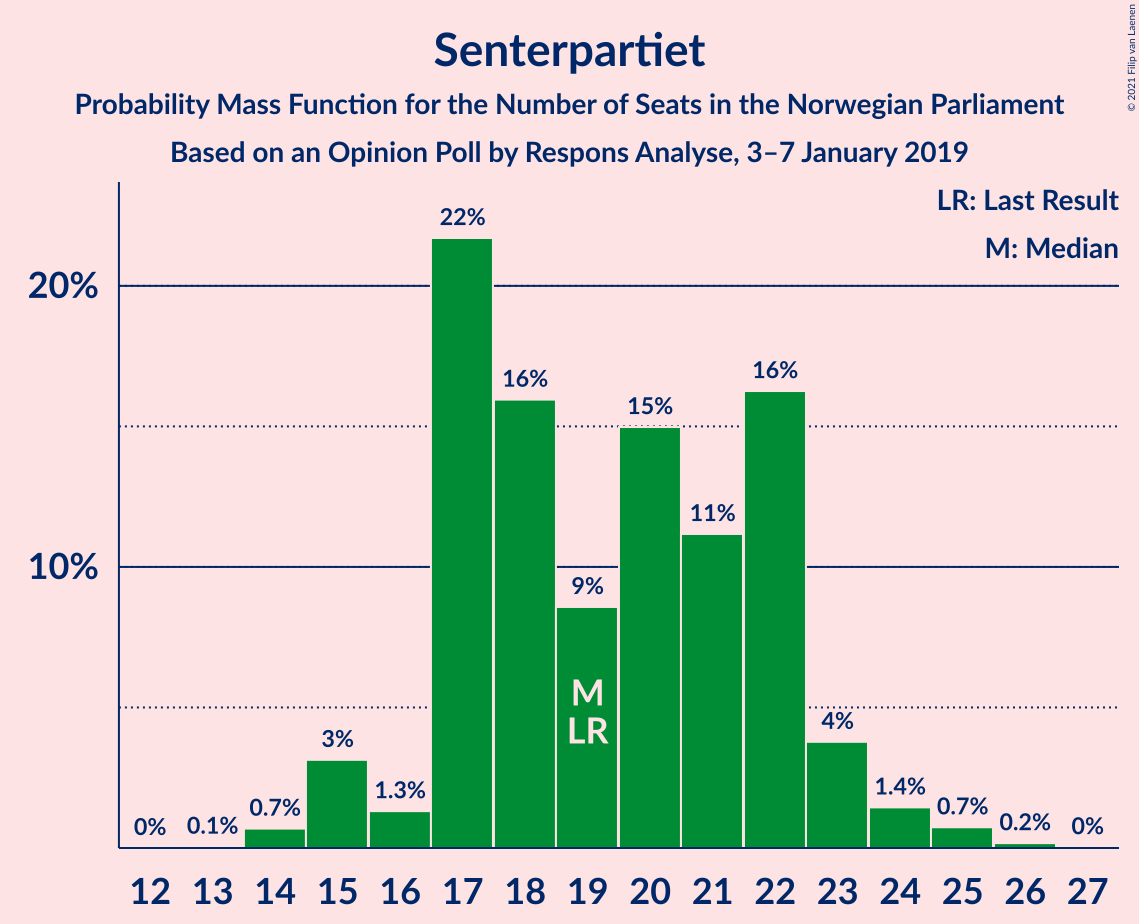 Senterpartiet
Probability Mass Function for the Number of Seats in the Norwegian Parliament
Based on an Opinion Poll by Respons Analyse, 3–7 January 2019
© 2021 Filip van Laenen
LR: Last Result
M: Median
20%
10%
0%
0.1%
0.7%
3%
1.3%
22%
16%
9%
15%
11%
16%
4%
1.4%
0.7%
0.2%
0%
M
LR
12 13 14 15 16 17 18 19 20 21 22 23 24 25 26 27